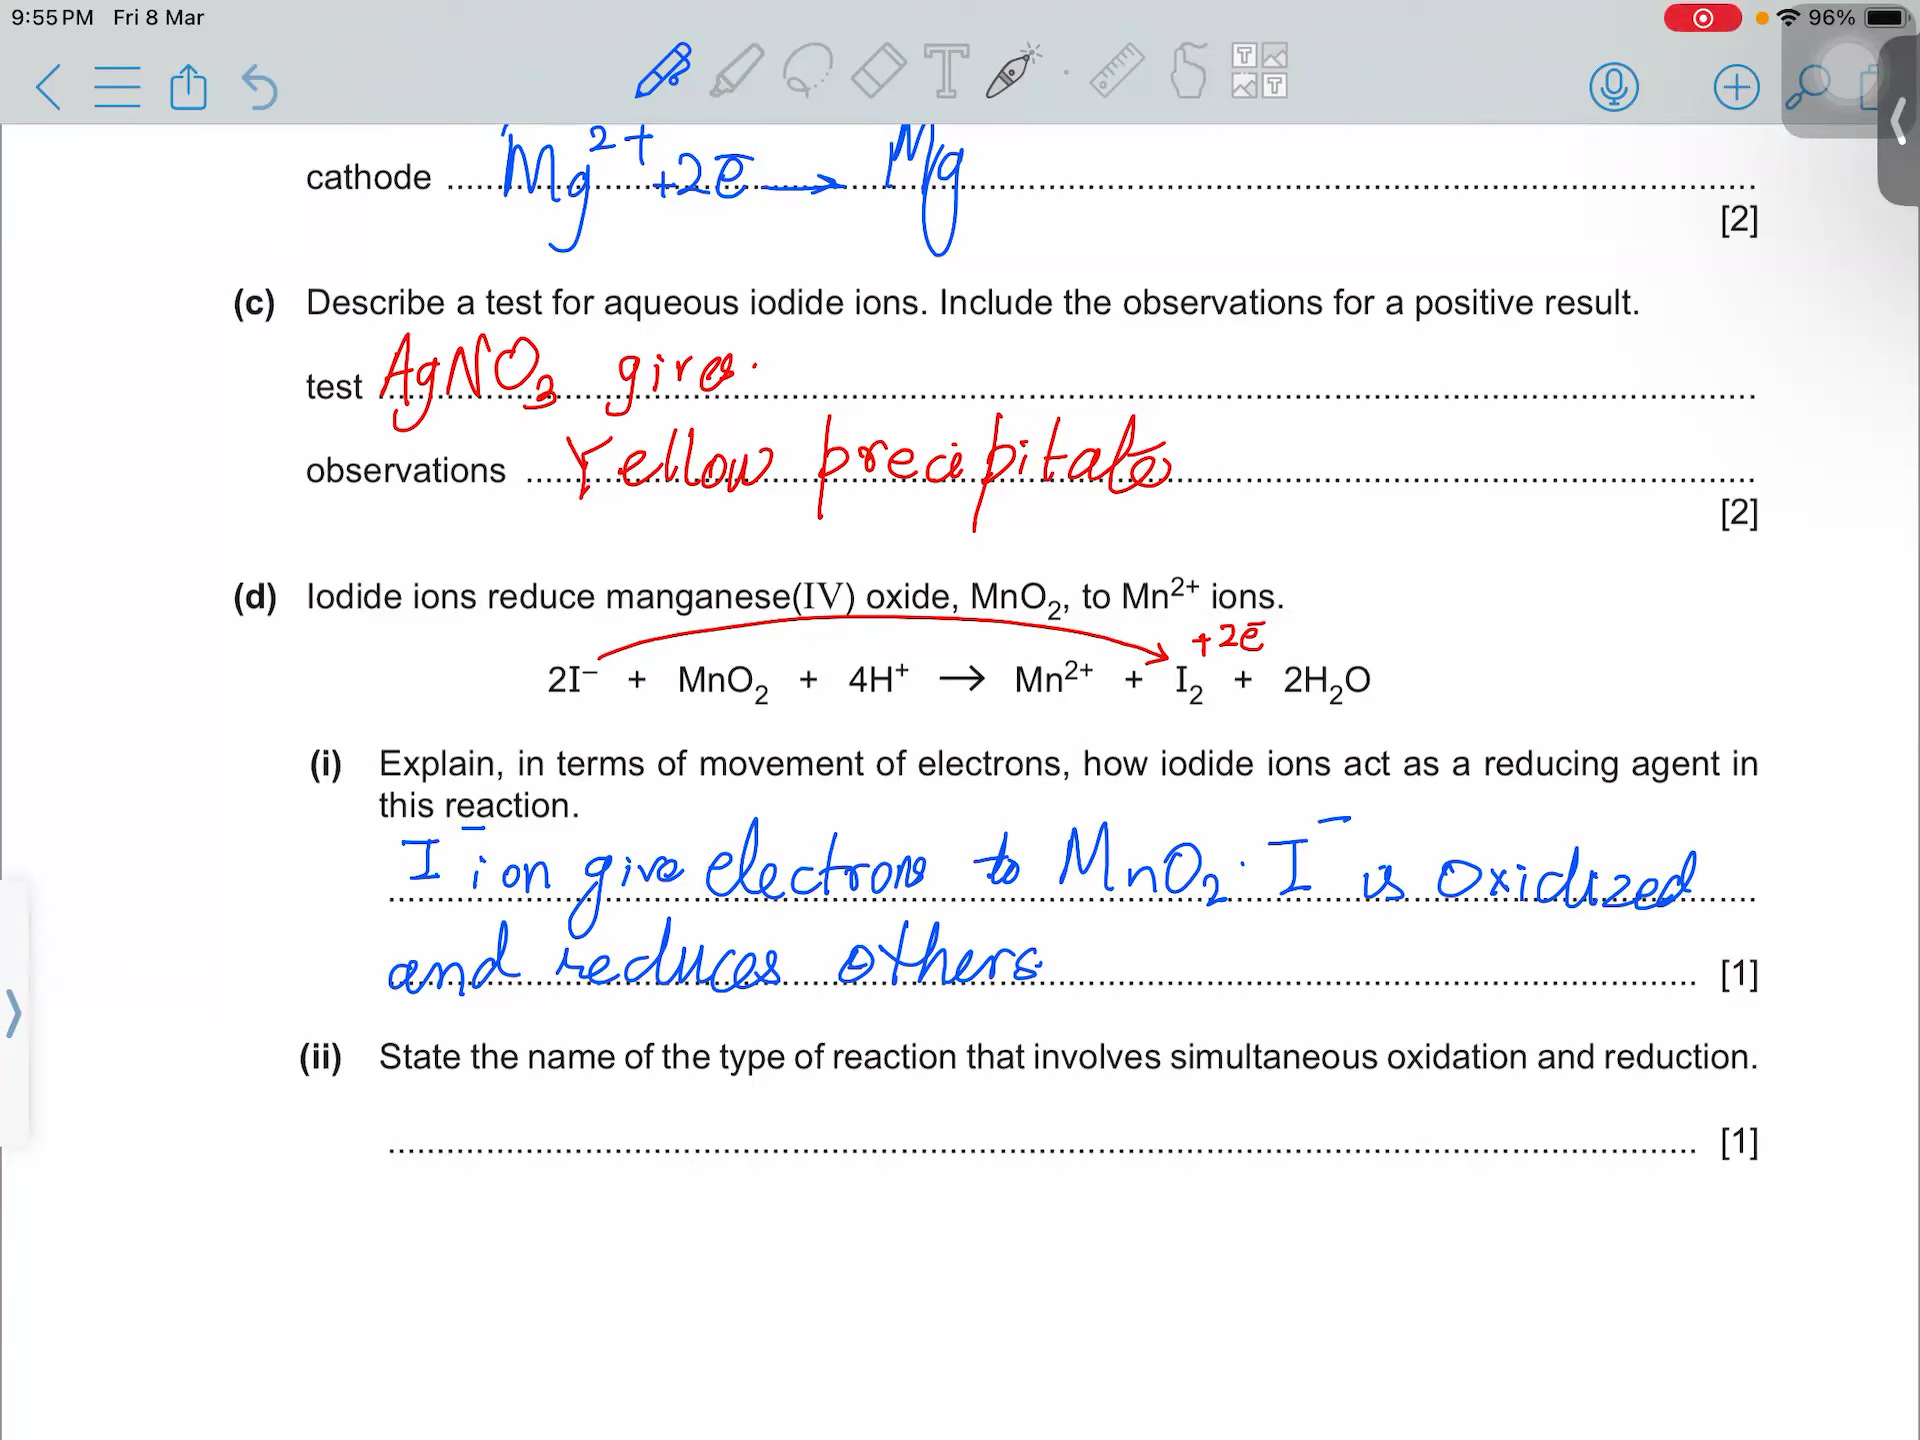 9:55 PM Fri 8 Mar 96%
cathode Mg²⁺ + 2e⁻ → Mg
[2]
(c) Describe a test for aqueous iodide ions. Include the observations for a positive result.
test AgNO₃ gives.
observations Yellow precipitate
[2]
(d) Iodide ions reduce manganese(IV) oxide, MnO₂, to Mn²⁺ ions.
+2e⁻
2I⁻ + MnO₂ + 4H⁺ → Mn²⁺ + I₂ + 2H₂O
(i) Explain, in terms of movement of electrons, how iodide ions act as a reducing agent in
this reaction.
I⁻ ion give electrons to MnO₂. I⁻ is oxidized
and reduces others. [1]
(ii) State the name of the type of reaction that involves simultaneous oxidation and reduction.
[1]